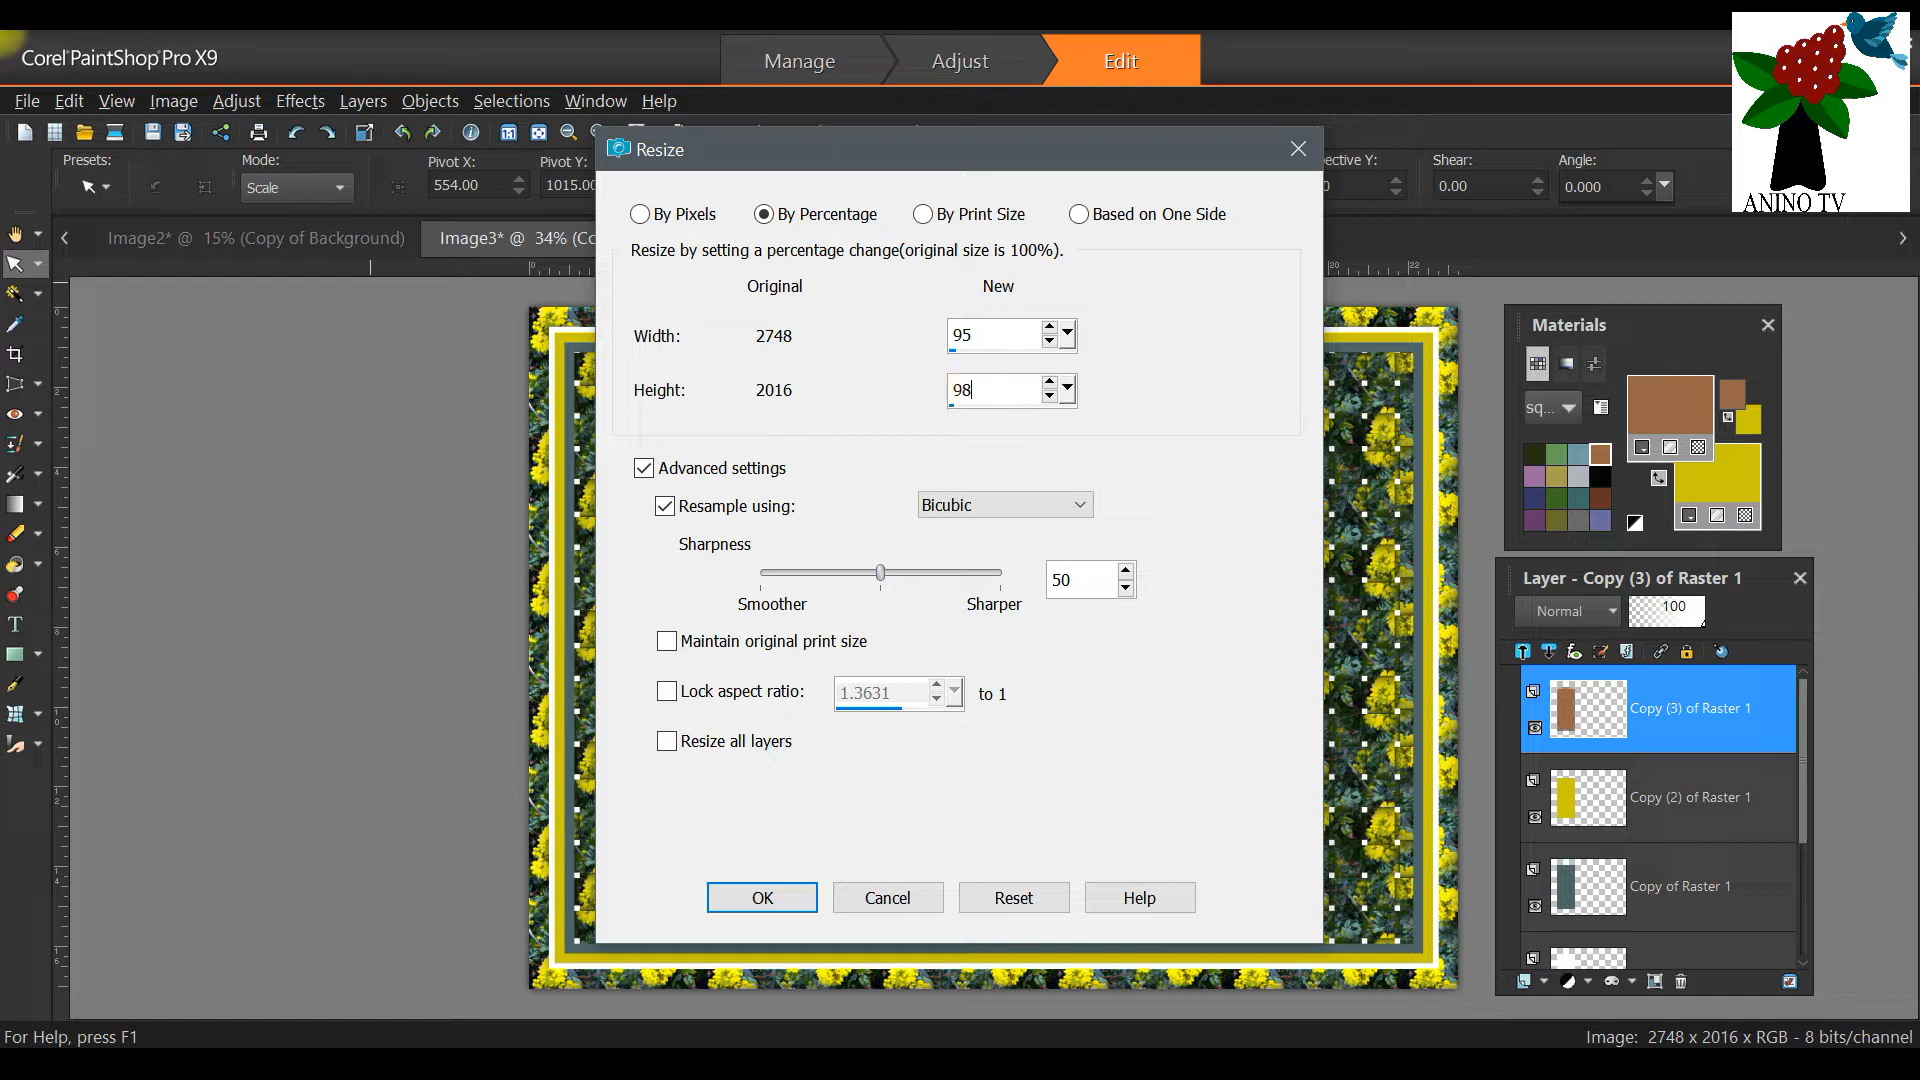 Corel PaintShop Pro X9
Manage
Adjust
Edit
File Edit View Image Adjust Effects Layers Objects Selections Window Help
Presets:
Mode:
Pivot X:
Pivot Y:
Y:
Shear:
Angle:
Scale
554.00
1015.00
0.00
0.000
ANINO TV
Image2* @ 15% (Copy of Background)
Image3* @ 34%
Resize
By Pixels
By Percentage
By Print Size
Based on One Side
Resize by setting a percentage change(original size is 100%).
Original
New
Width:
2748
95
Height:
2016
98
Advanced settings
Resample using:
Bicubic
Sharpness
50
Smoother
Sharper
Maintain original print size
Lock aspect ratio:
1.3631
to 1
Resize all layers
OK
Cancel
Reset
Help
Materials
sq...
Layer - Copy (3) of Raster 1
Normal
100
Copy (3) of Raster 1
Copy (2) of Raster 1
Copy of Raster 1
For Help, press F1
Image: 2748 x 2016 x RGB - 8 bits/channel